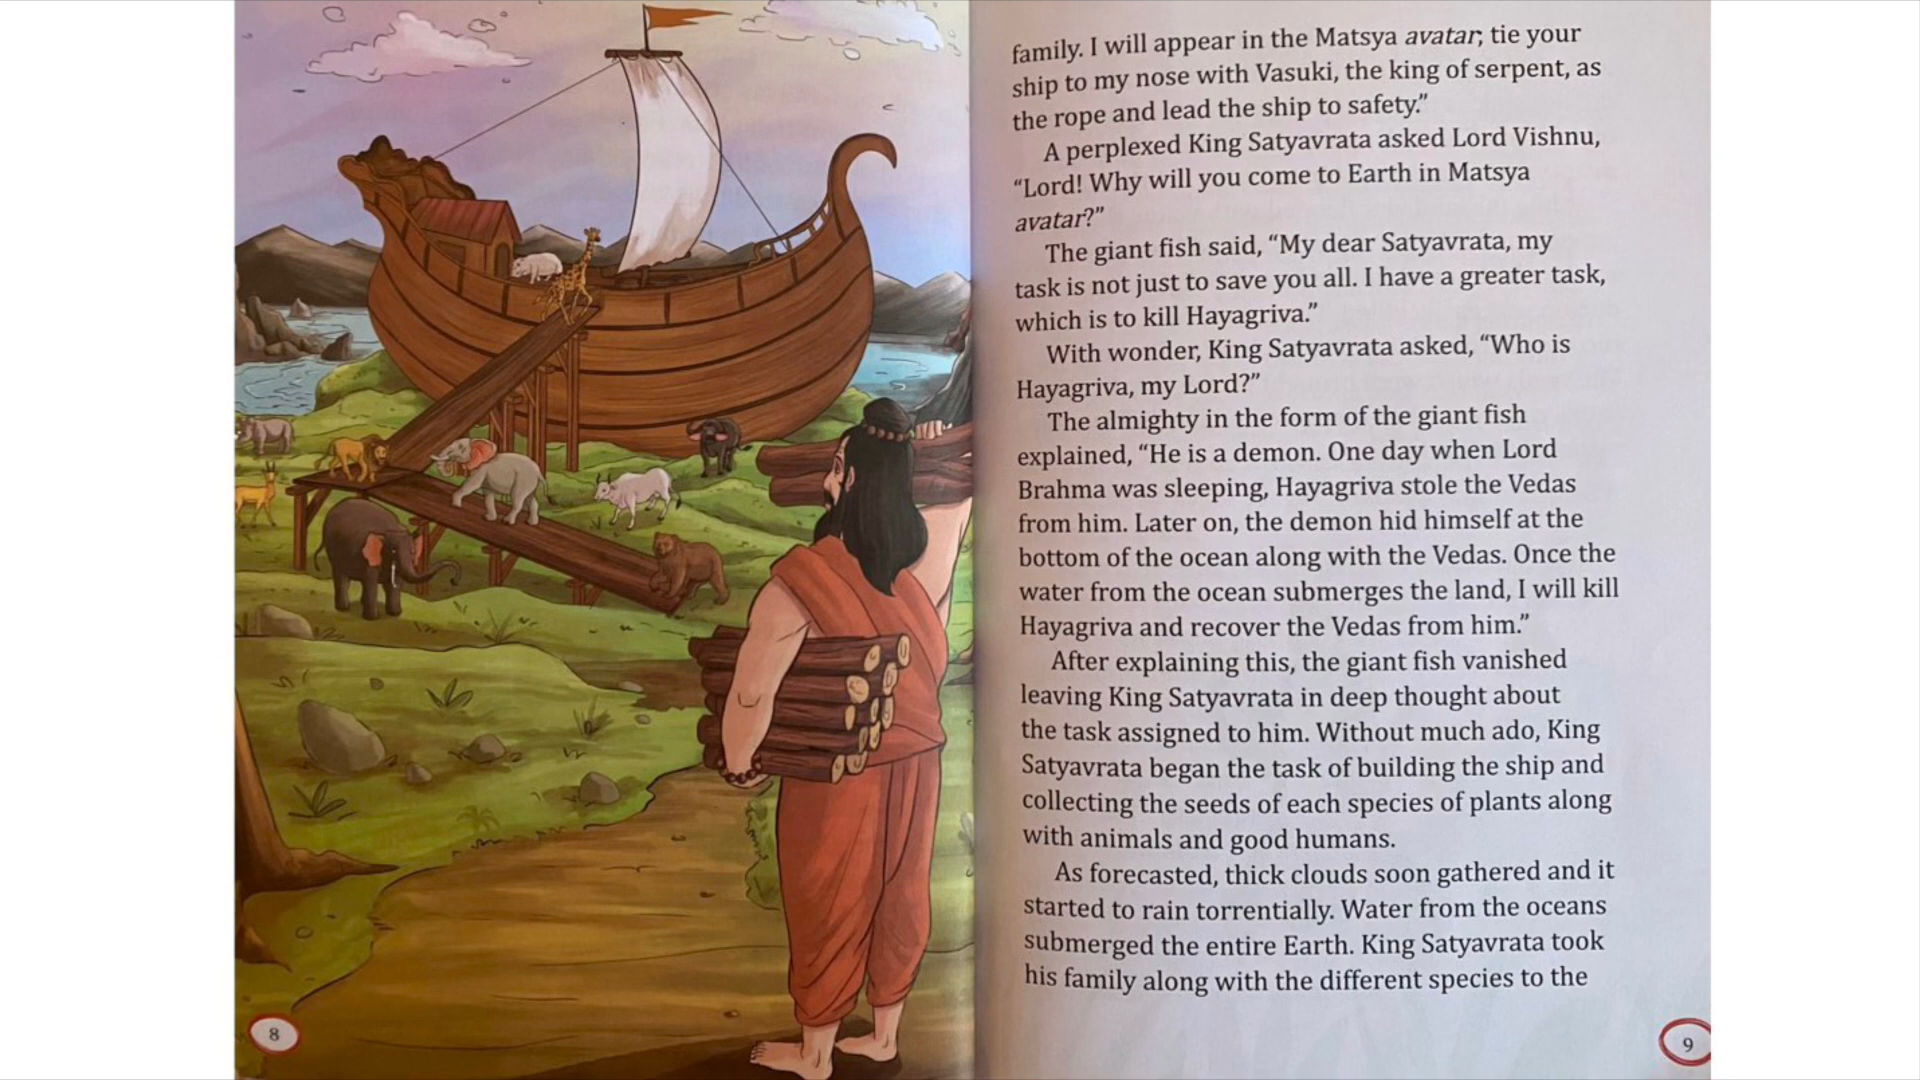 family. I will appear in the Matsya avatar; tie your
ship to my nose with Vasuki, the king of serpent, as
the rope and lead the ship to safety.”
A perplexed King Satyavrata asked Lord Vishnu,
“Lord! Why will you come to Earth in Matsya
avatar?”
The giant fish said, “My dear Satyavrata, my
task is not just to save you all. I have a greater task,
which is to kill Hayagriva.”
With wonder, King Satyavrata asked, “Who is
Hayagriva, my Lord?”
The almighty in the form of the giant fish
explained, “He is a demon. One day when Lord
Brahma was sleeping, Hayagriva stole the Vedas
from him. Later on, the demon hid himself at the
bottom of the ocean along with the Vedas. Once the
water from the ocean submerges the land, I will kill
Hayagriva and recover the Vedas from him.”
After explaining this, the giant fish vanished
leaving King Satyavrata in deep thought about
the task assigned to him. Without much ado, King
Satyavrata began the task of building the ship and
collecting the seeds of each species of plants along
with animals and good humans.
As forecasted, thick clouds soon gathered and it
started to rain torrentially. Water from the oceans
submerged the entire Earth. King Satyavrata took
his family along with the different species to the
8
9